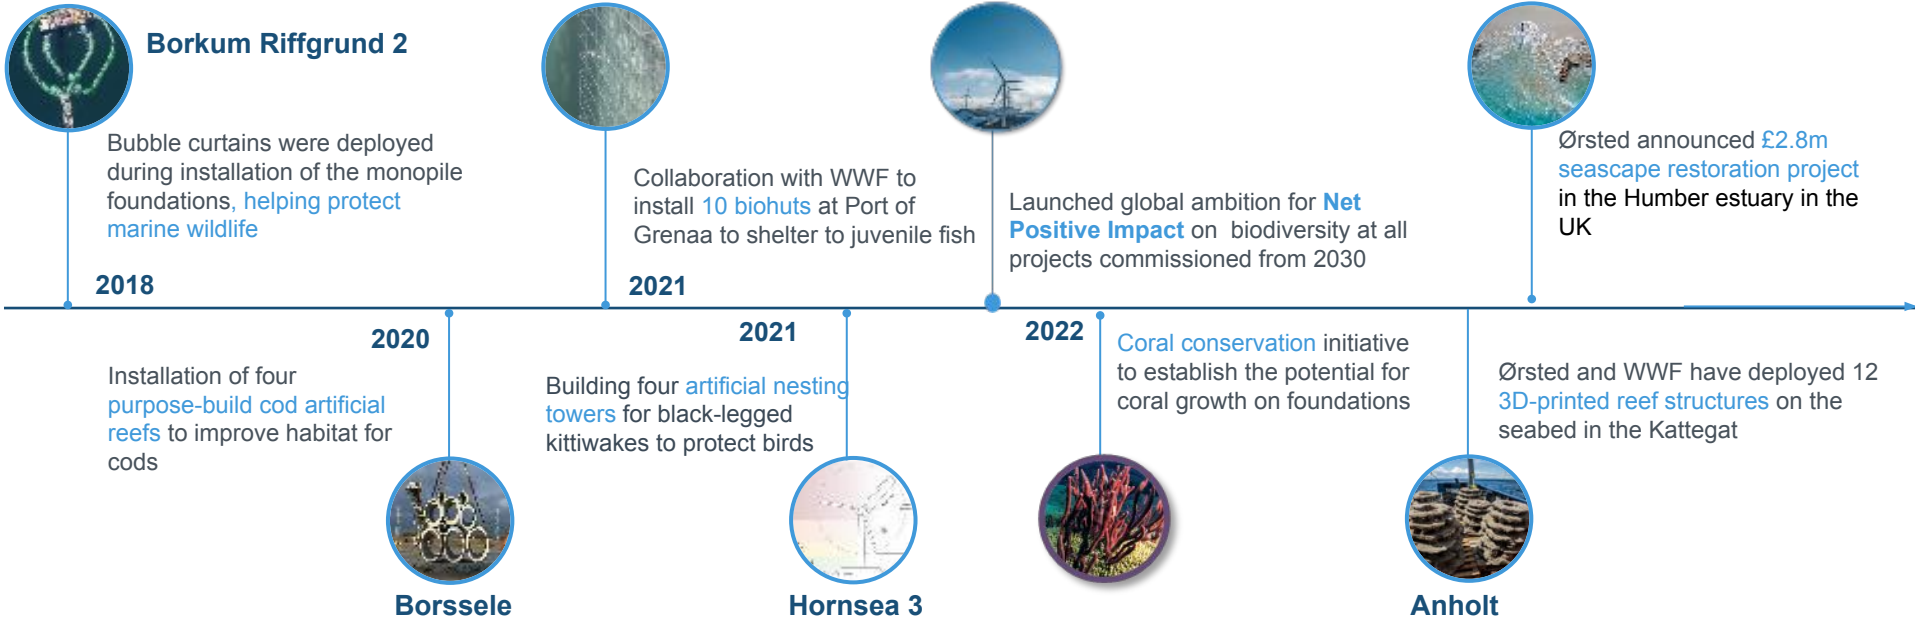 Borkum Riffgrund 2
Bubble curtains were deployed
during installation of the monopile
foundations, helping protect
marine wildlife
2018
Installation of four
purpose-build cod artificial
reefs to improve habitat for
cods
2020
Borssele
Collaboration with WWF to
install 10 biohuts at Port of
Grenaa to shelter to juvenile fish
2021
2021
Building four artificial nesting
towers for black-legged
kittiwakes to protect birds
Hornsea 3
Launched global ambition for Net
Positive Impact on biodiversity at all
projects commissioned from 2030
2022
Coral conservation initiative
to establish the potential for
coral growth on foundations
Ørsted announced £2.8m
seascape restoration project
in the Humber estuary in the
UK
Ørsted and WWF have deployed 12
3D-printed reef structures on the
seabed in the Kattegat
Anholt